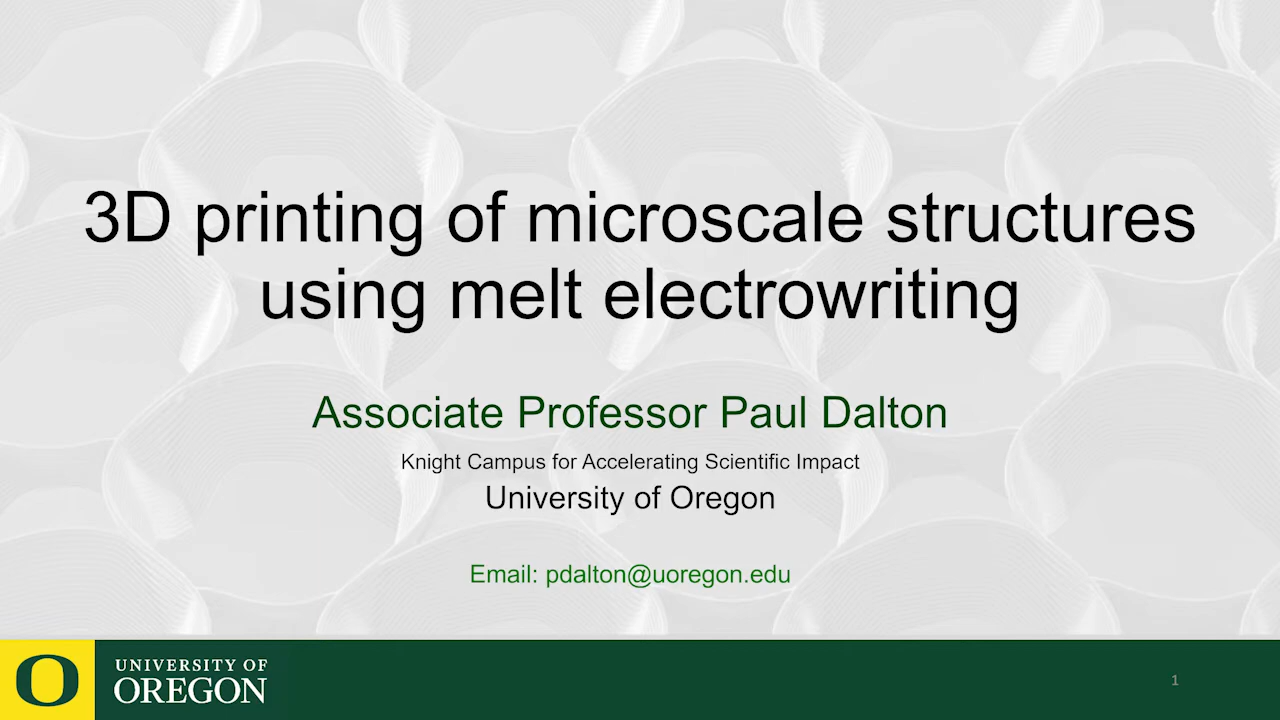 3D printing of microscale structures
using melt electrowriting
Associate Professor Paul Dalton
Knight Campus for Accelerating Scientific Impact
University of Oregon
Email: pdalton@uoregon.edu
O
UNIVERSITY OF
OREGON
1